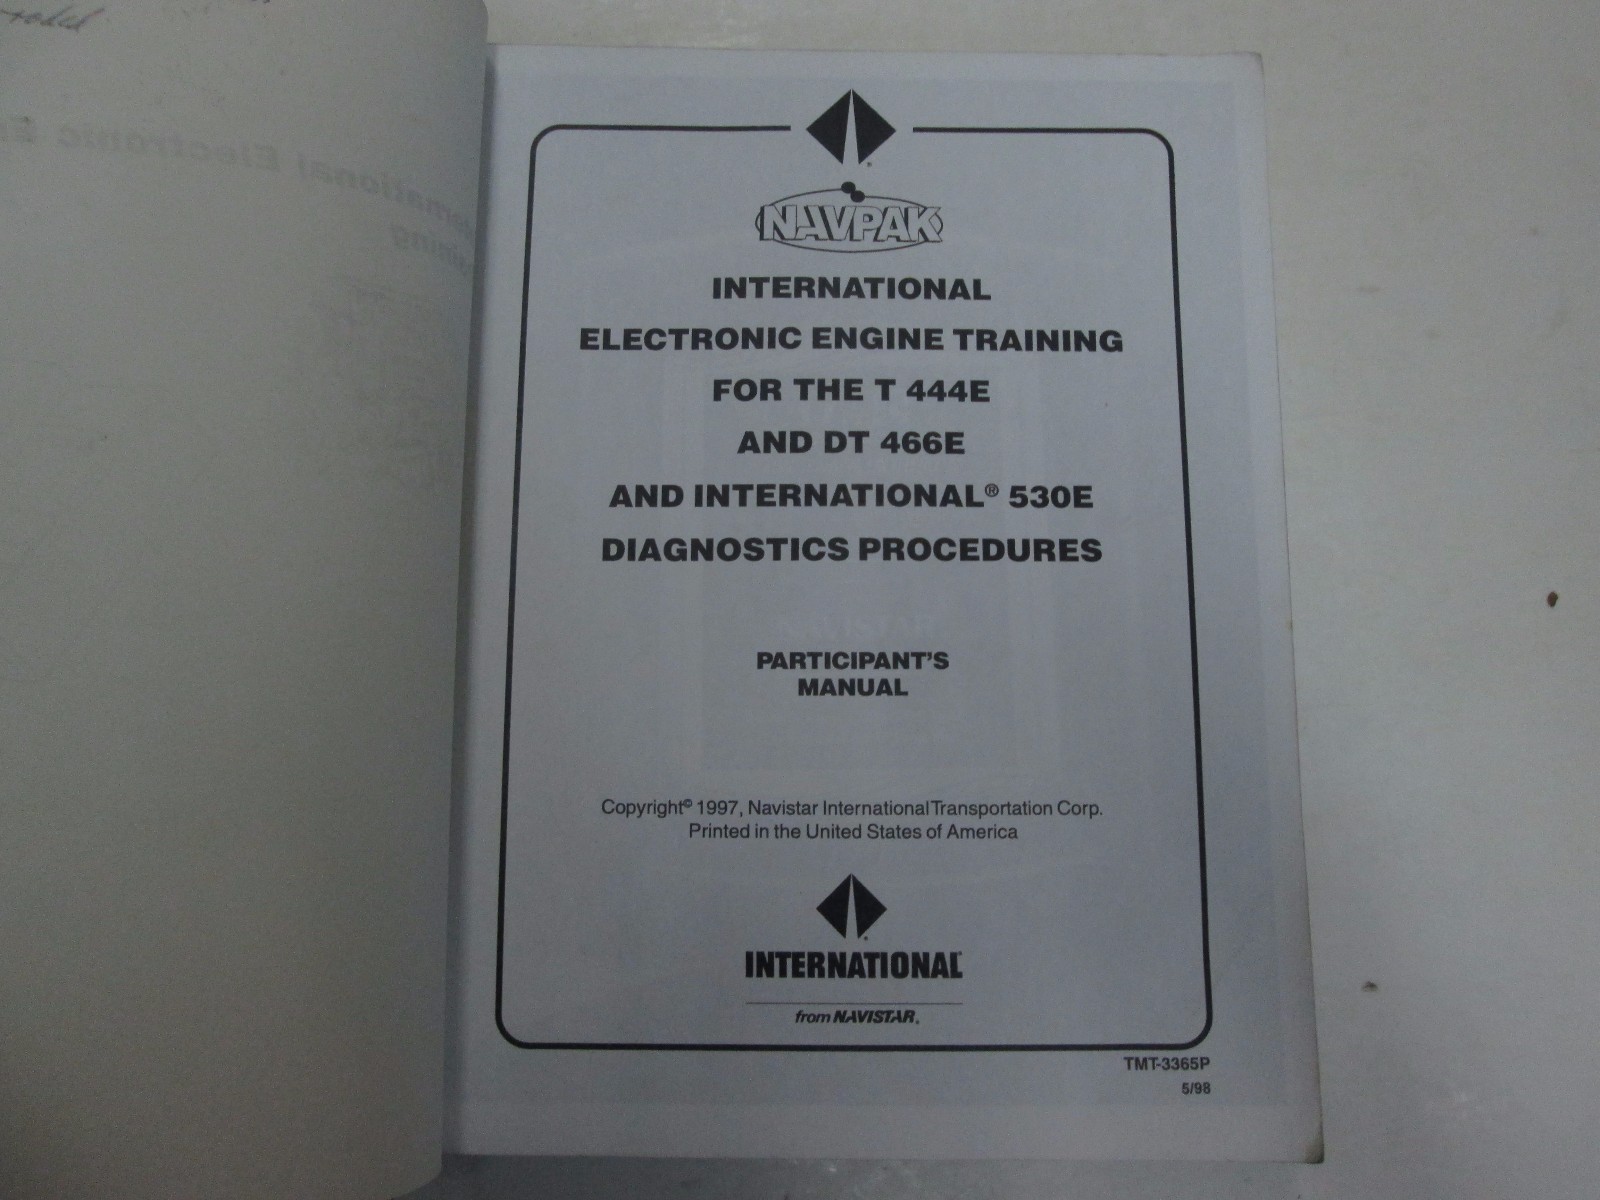 NAVPAK
INTERNATIONAL
ELECTRONIC ENGINE TRAINING
FOR THE T 444E
AND DT 466E
AND INTERNATIONAL® 530E
DIAGNOSTICS PROCEDURES
NAVISTAR
PARTICIPANT'S
MANUAL
Copyright© 1997, Navistar International Transportation Corp.
Printed in the United States of America
INTERNATIONAL
from NAVISTAR.
TMT-3365P
5/98